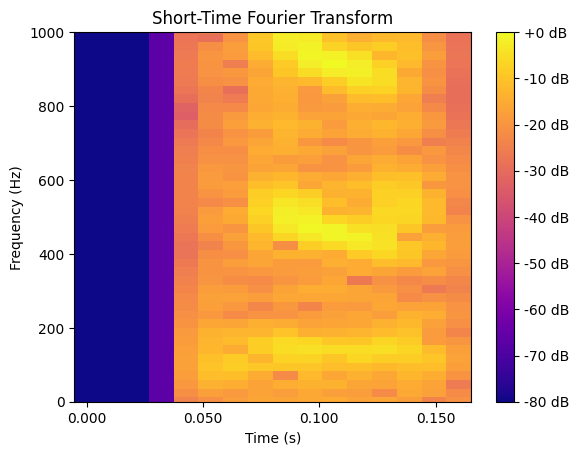 Short-Time Fourier Transform
Frequency (Hz)
1000
800
600
400
200
0
0.000 0.050 0.100 0.150
Time (s)
+0 dB
-10 dB
-20 dB
-30 dB
-40 dB
-50 dB
-60 dB
-70 dB
-80 dB